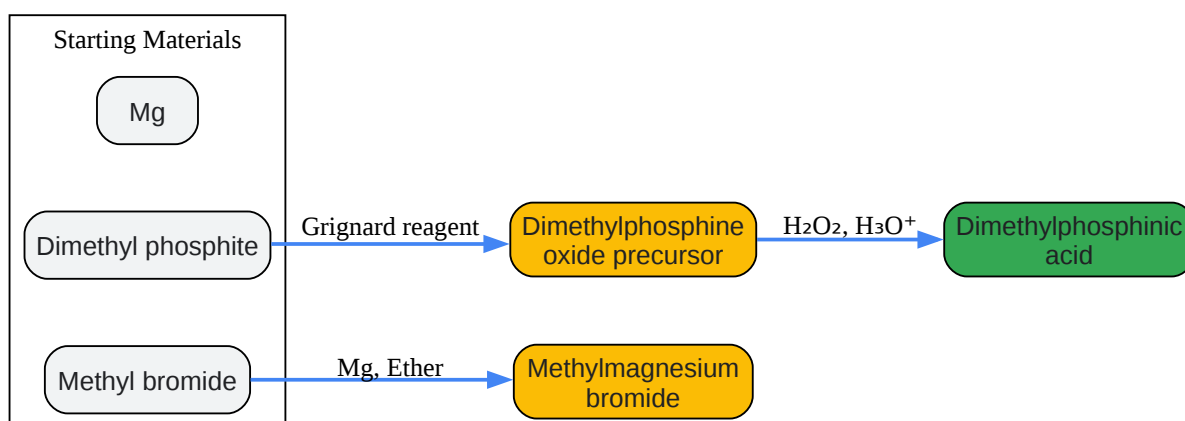 Starting Materials
Mg
Dimethyl phosphite
Grignard reagent
Dimethylphosphine
oxide precursor
H₂O₂, H₃O⁺
Dimethylphosphinic
acid
Methyl bromide
Mg, Ether
Methylmagnesium
bromide